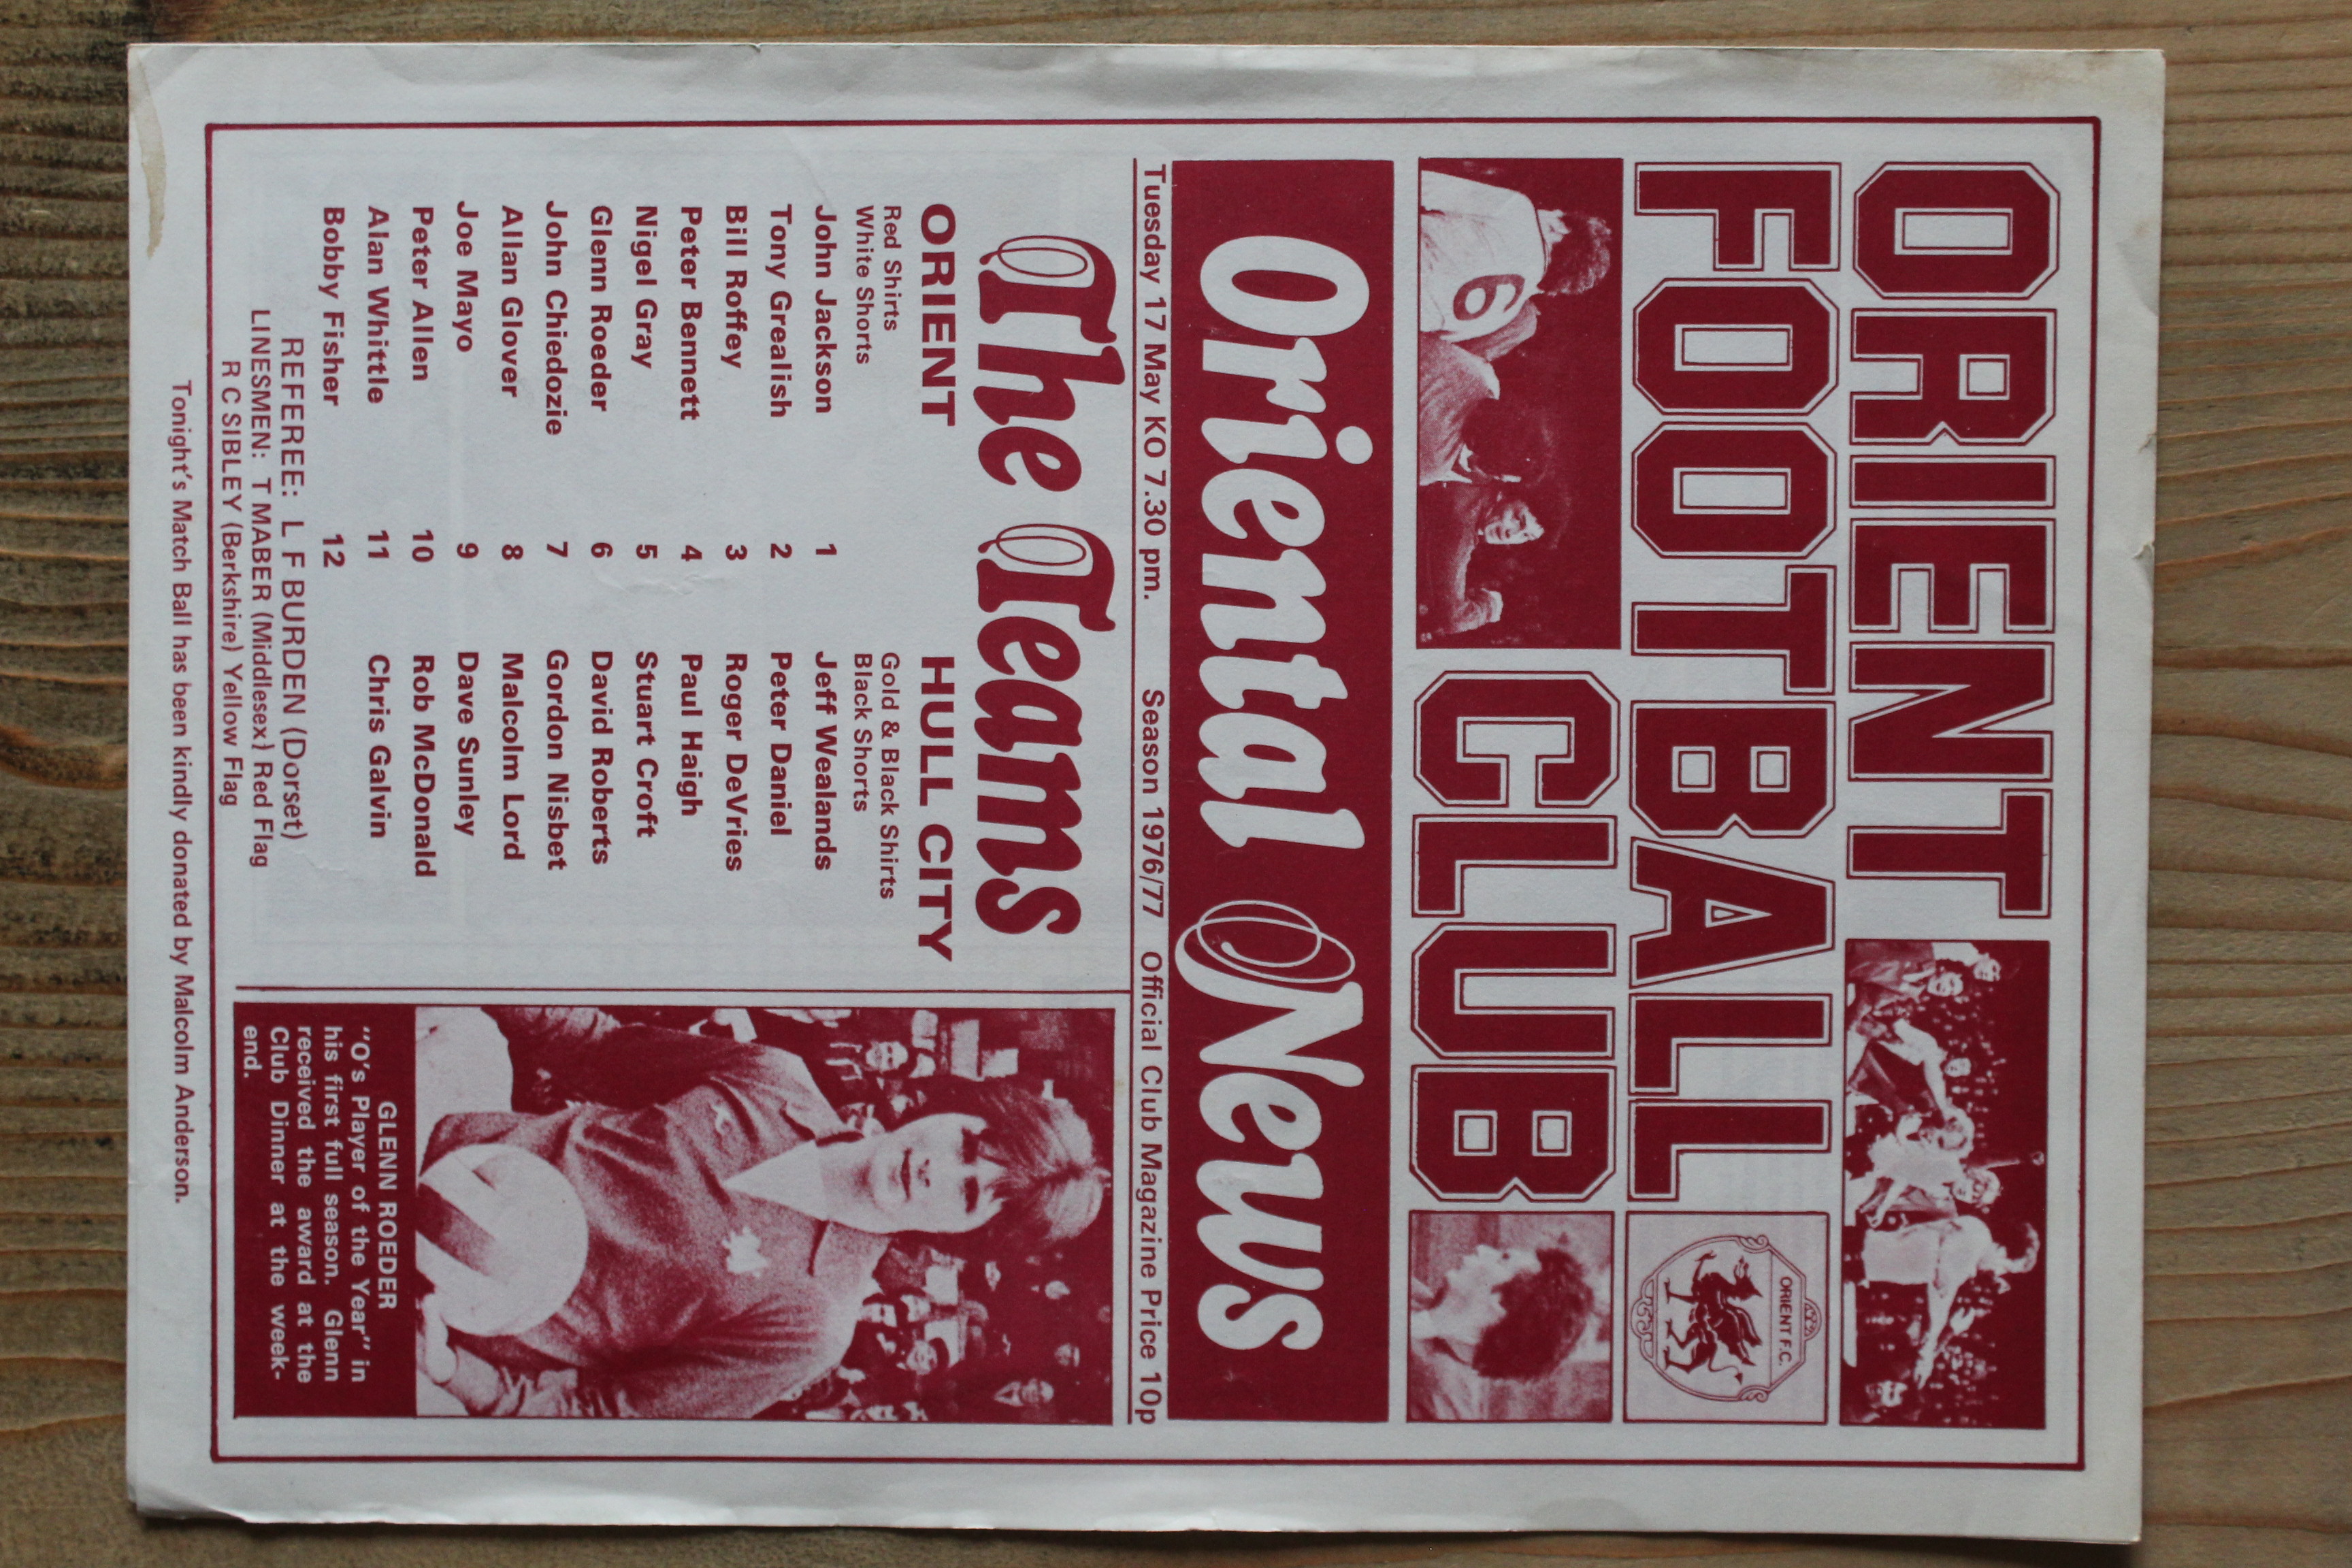 ORIENT
FOOTBALL
CLUB
ORIENT F.C.
6
Oriental News
Tuesday 17 May KO 7.30 pm. Season 1976/77 Official Club Magazine Price 10p
The Teams
ORIENT HULL CITY
Red Shirts Gold & Black Shirts
White Shorts Black Shorts
John Jackson 1 Jeff Wealands
Tony Grealish 2 Peter Daniel
Bill Roffey 3 Roger DeVries
Peter Bennett 4 Paul Haigh
Nigel Gray 5 Stuart Croft
Glenn Roeder 6 David Roberts
John Chiedozie 7 Gordon Nisbet
Allan Glover 8 Malcolm Lord
Joe Mayo 9 Dave Sunley
Peter Allen 10 Rob McDonald
Alan Whittle 11 Chris Galvin
Bobby Fisher 12
REFEREE: L F BURDEN (Dorset)
LINESMEN: T MABER (Middlesex) Red Flag
R C SIBLEY (Berkshire) Yellow Flag
GLENN ROEDER
"O's Player of the Year" in
his first full season. Glenn
received the award at the
Club Dinner at the week-
end.
Tonight's Match Ball has been kindly donated by Malcolm Anderson.